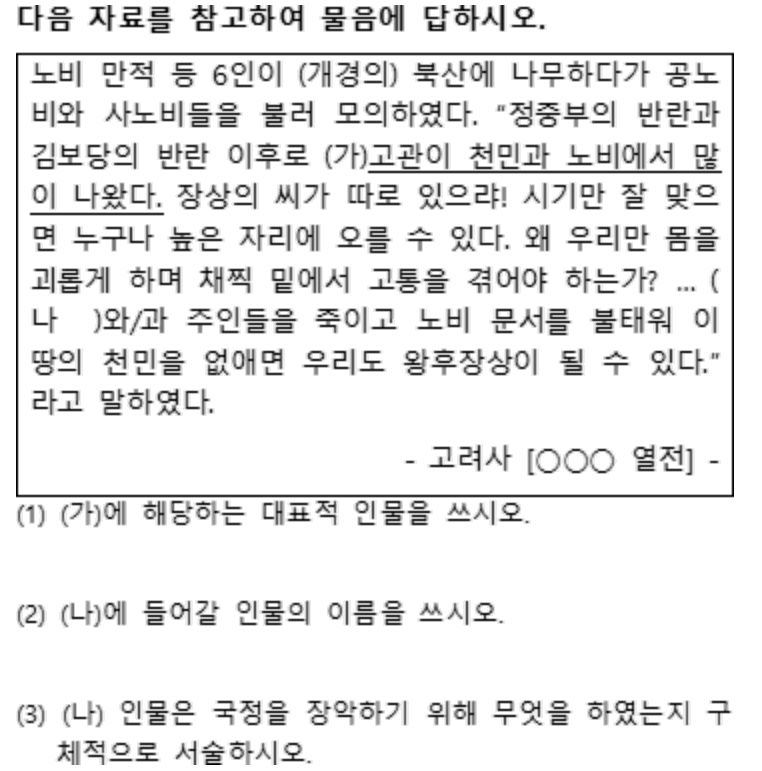 다음 자료를 참고하여 물음에 답하시오.
노비 만적 등 6인이 (개경의) 북산에 나무하다가 공노
비와 사노비들을 불러 모의하였다. "정중부의 반란과
김보당의 반란 이후로 (가)고관이 천민과 노비에서 많
이 나왔다. 장상의 씨가 따로 있으랴! 시기만 잘 맞으
면 누구나 높은 자리에 오를 수 있다. 왜 우리만 몸을
괴롭게 하며 채찍 밑에서 고통을 겪어야 하는가? ... (
나 )와/과 주인들을 죽이고 노비 문서를 불태워 이
땅의 천민을 없애면 우리도 왕후장상이 될 수 있다."
라고 말하였다.
- 고려사 [○○○ 열전] -
(1) (가)에 해당하는 대표적 인물을 쓰시오.
(2) (나)에 들어갈 인물의 이름을 쓰시오.
(3) (나) 인물은 국정을 장악하기 위해 무엇을 하였는지 구
체적으로 서술하시오.